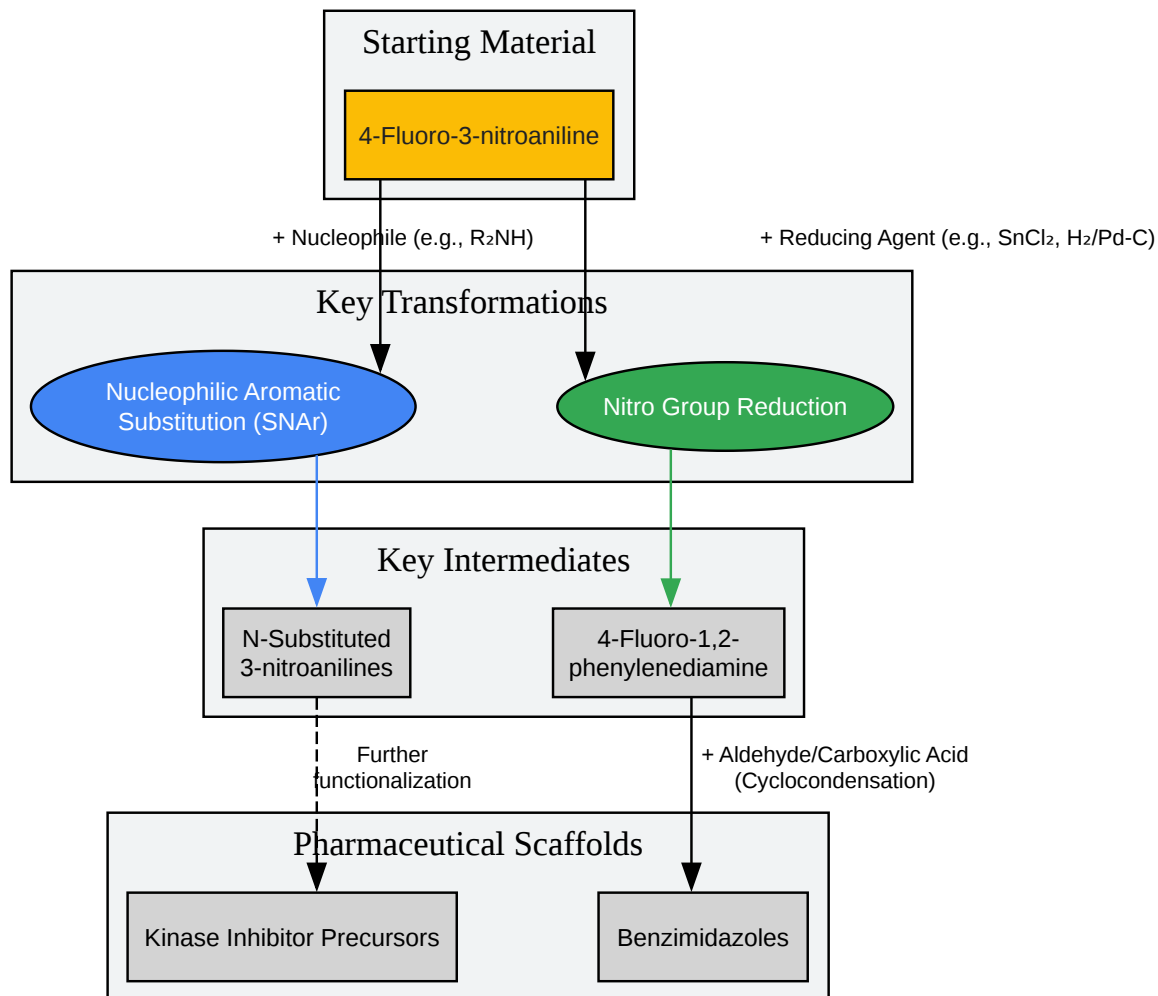 Starting Material
4-Fluoro-3-nitroaniline
+ Nucleophile (e.g., R₂NH)
+ Reducing Agent (e.g., SnCl₂, H₂/Pd-C)
Key Transformations
Nucleophilic Aromatic
Substitution (SNAr)
Nitro Group Reduction
Key Intermediates
N-Substituted
3-nitroanilines
4-Fluoro-1,2-
phenylenediamine
Further
functionalization
+ Aldehyde/Carboxylic Acid
(Cyclocondensation)
Pharmaceutical Scaffolds
Kinase Inhibitor Precursors
Benzimidazoles